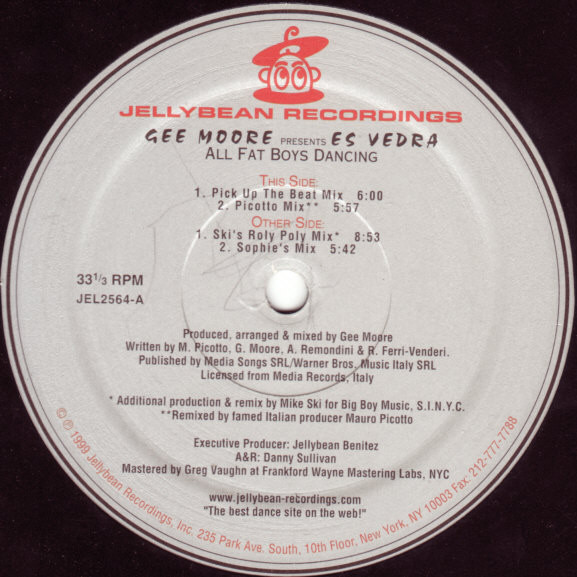 JELLYBEAN RECORDINGS
GEE MOORE PRESENTS ES VEDRA
ALL FAT BOYS DANCING
THIS SIDE:
1. Pick Up The Beat Mix 6:00
2. Picotto Mix** 5:57
OTHER SIDE:
1. Ski's Roly Poly Mix* 8:53
2. Sophie's Mix 5:42
33 1/3 RPM
JEL2564-A
Produced, arranged & mixed by Gee Moore
Written by M. Picotto, G. Moore, A. Remondini & R. Ferri-Venderi.
Published by Media Songs SRL/Warner Bros. Music Italy SRL
Licensed from Media Records, Italy
* Additional production & remix by Mike Ski for Big Boy Music, S.I.N.Y.C.
**Remixed by famed Italian producer Mauro Picotto
Executive Producer: Jellybean Benitez
A&R: Danny Sullivan
Mastered by Greg Vaughn at Frankford Wayne Mastering Labs, NYC
www.jellybean-recordings.com
"The best dance site on the web!"
© ℗ 1999 Jellybean Recordings, Inc. 235 Park Ave. South, 10th Floor, New York, NY 10003 Fax: 212-777-7788